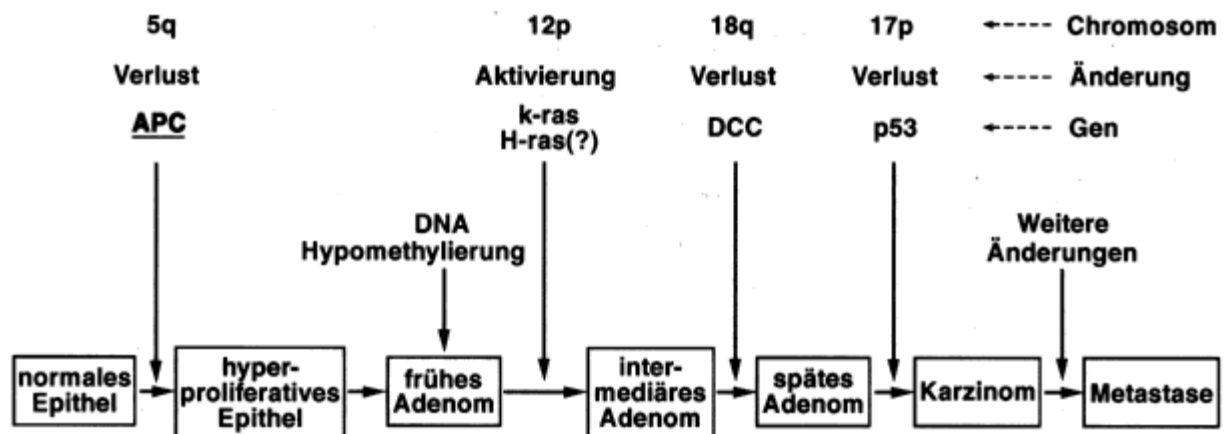 5q 12p 18q 17p Chromosom
Verlust Aktivierung Verlust Verlust Änderung
APC k-ras DCC p53 Gen
H-ras(?)
DNA
Hypomethylierung
Weitere
Änderungen
normales
Epithel
hyper-
proliferatives
Epithel
frühes
Adenom
inter-
mediäres
Adenom
spätes
Adenom
Karzinom
Metastase